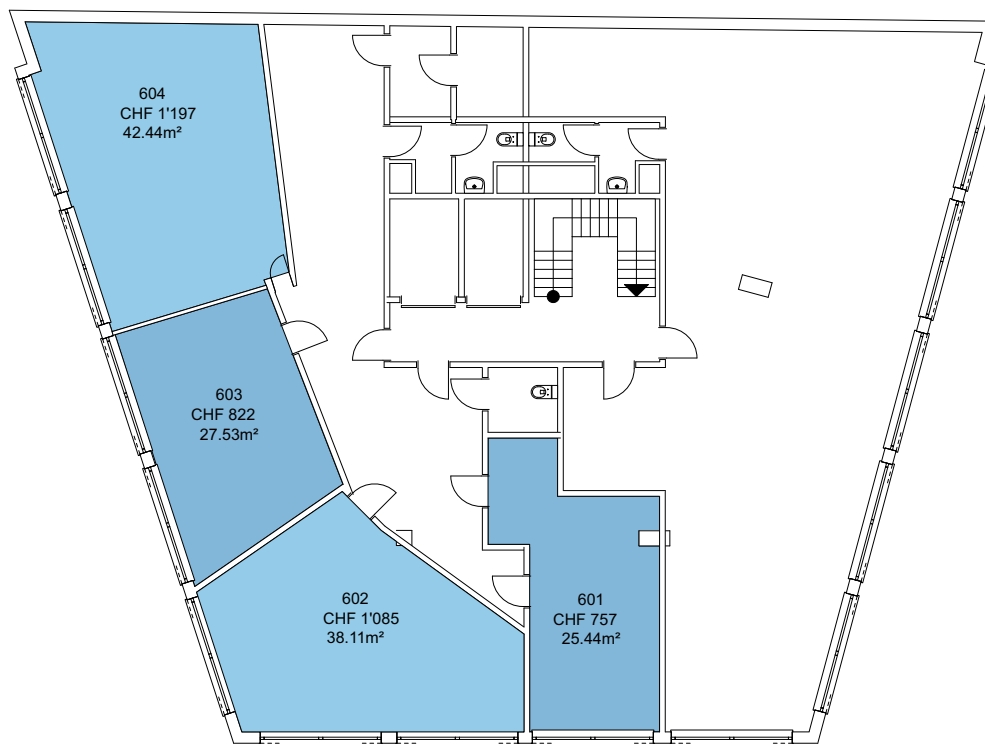 604
CHF 1'197
42.44m²
603
CHF 822
27.53m²
602
CHF 1'085
38.11m²
601
CHF 757
25.44m²